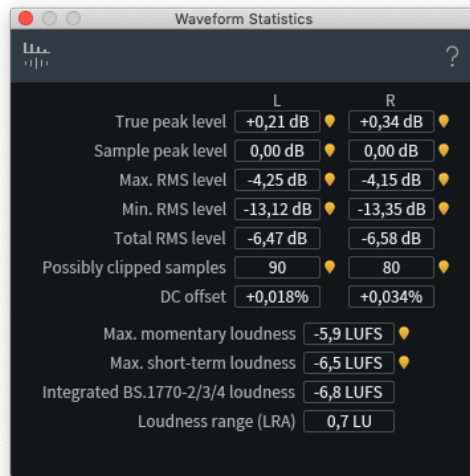 Waveform Statistics
?
L R
True peak level +0,21 dB +0,34 dB
Sample peak level 0,00 dB 0,00 dB
Max. RMS level -4,25 dB -4,15 dB
Min. RMS level -13,12 dB -13,35 dB
Total RMS level -6,47 dB -6,58 dB
Possibly clipped samples 90 80
DC offset +0,018% +0,034%
Max. momentary loudness -5,9 LUFS
Max. short-term loudness -6,5 LUFS
Integrated BS.1770-2/3/4 loudness -6,8 LUFS
Loudness range (LRA) 0,7 LU